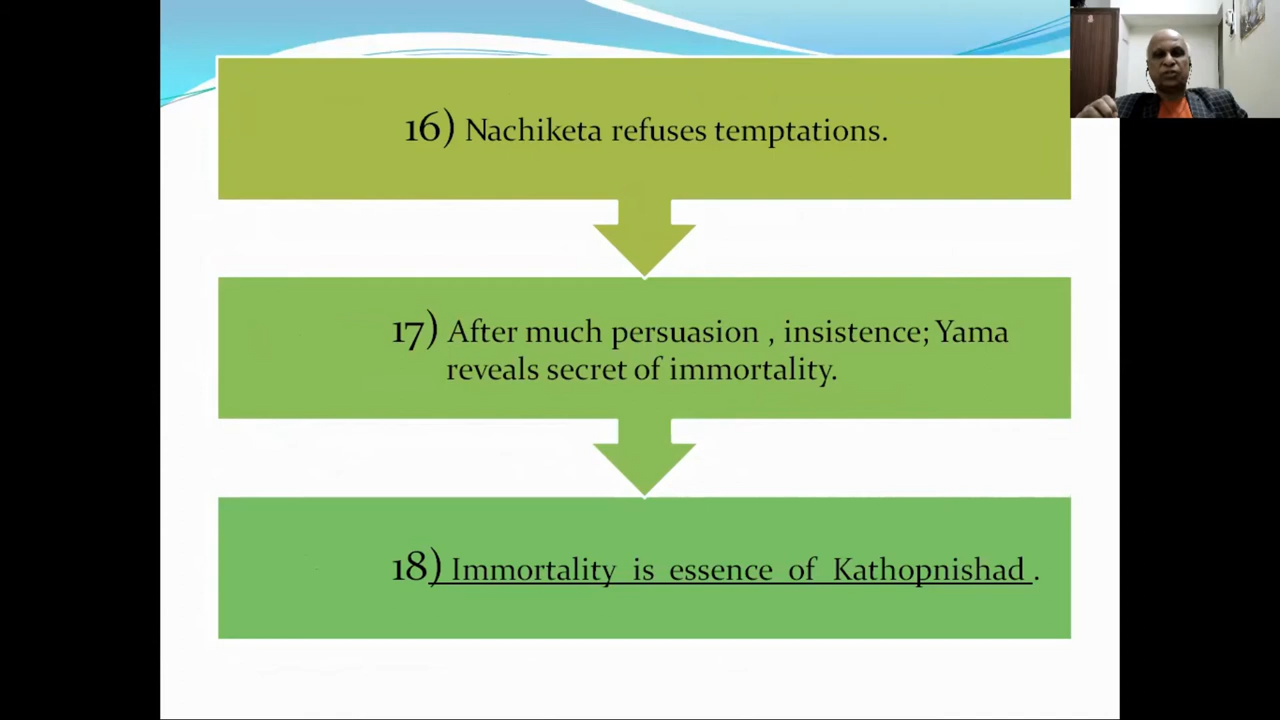 16) Nachiketa refuses temptations.
17) After much persuasion , insistence; Yama
reveals secret of immortality.
18) Immortality is essence of Kathopnishad .